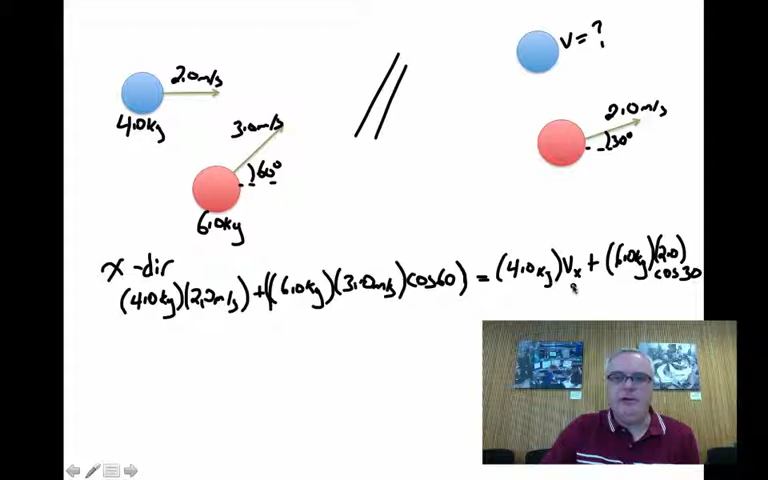 2.0m/s
4.0kg
3.0m/s
60°
6.0kg
V=?
2.0m/s
30°
x-dir
(4.0kg)(2.0m/s)+((6.0kg)(3.0m/s)cos60)=(4.0kg)Vx+(6.0kg)(2.0)
cos30